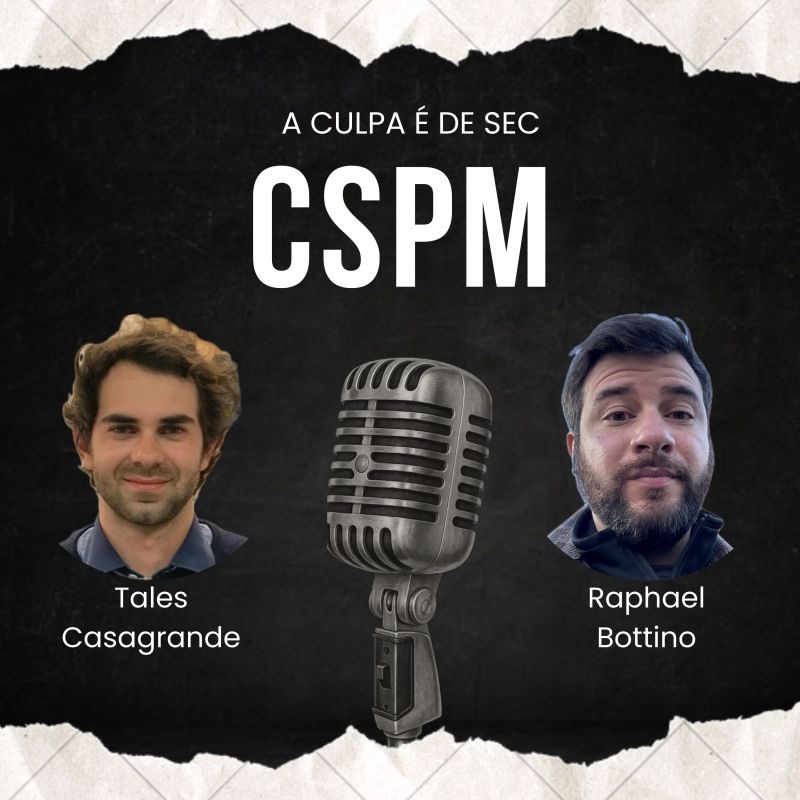 A CULPA É DE SEC
CSPM
Tales
Casagrande
Raphael
Bottino